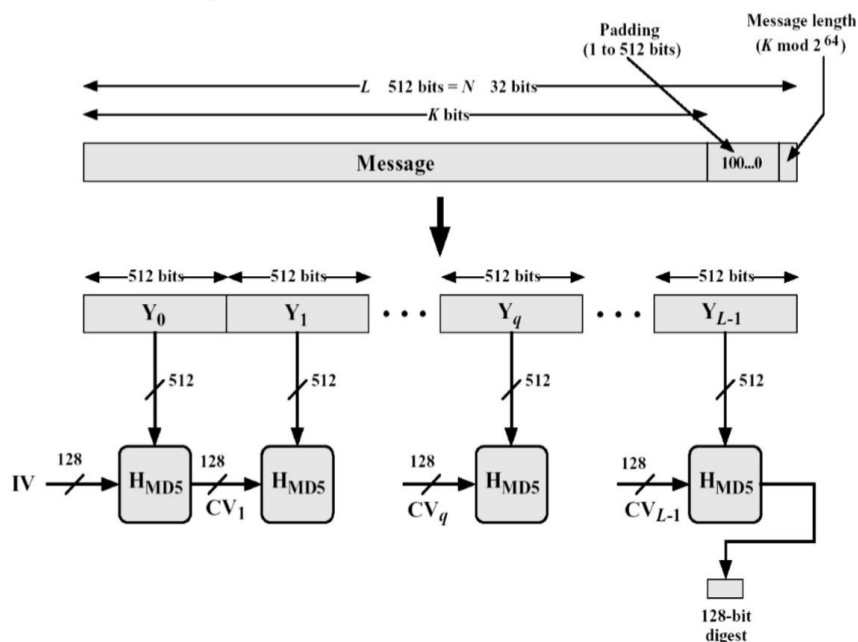 Padding
(1 to 512 bits)
Message length
(K mod 2^64)
L 512 bits = N 32 bits
K bits
Message
100...0
512 bits
512 bits
512 bits
512 bits
Y0
Y1
• • •
Yq
• • •
YL-1
512
512
512
512
IV
128
HMD5
128
CV1
HMD5
128
CVq
HMD5
128
CVL-1
HMD5
128-bit
digest